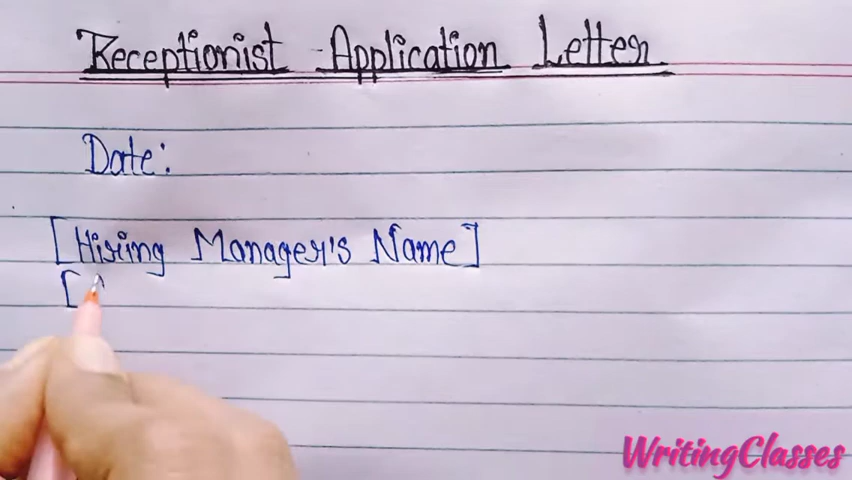 Receptionist Application Letter
Date:
[Hiring Manager's Name]
[
WritingClasses